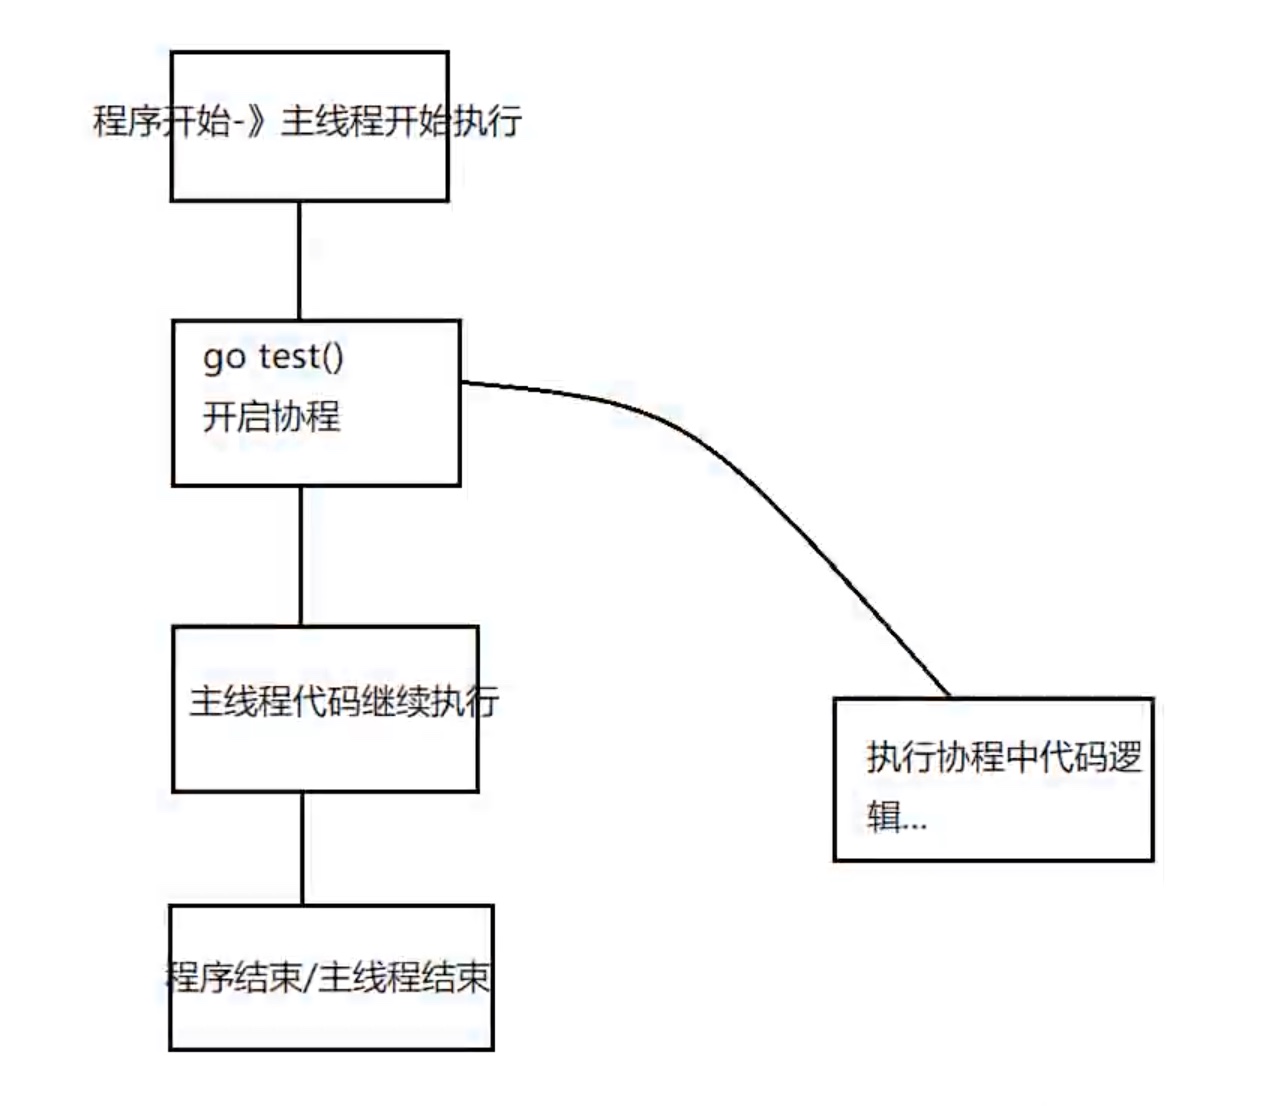 程序开始-》主线程开始执行
go test()
开启协程
主线程代码继续执行
执行协程中代码逻
辑...
程序结束/主线程结束